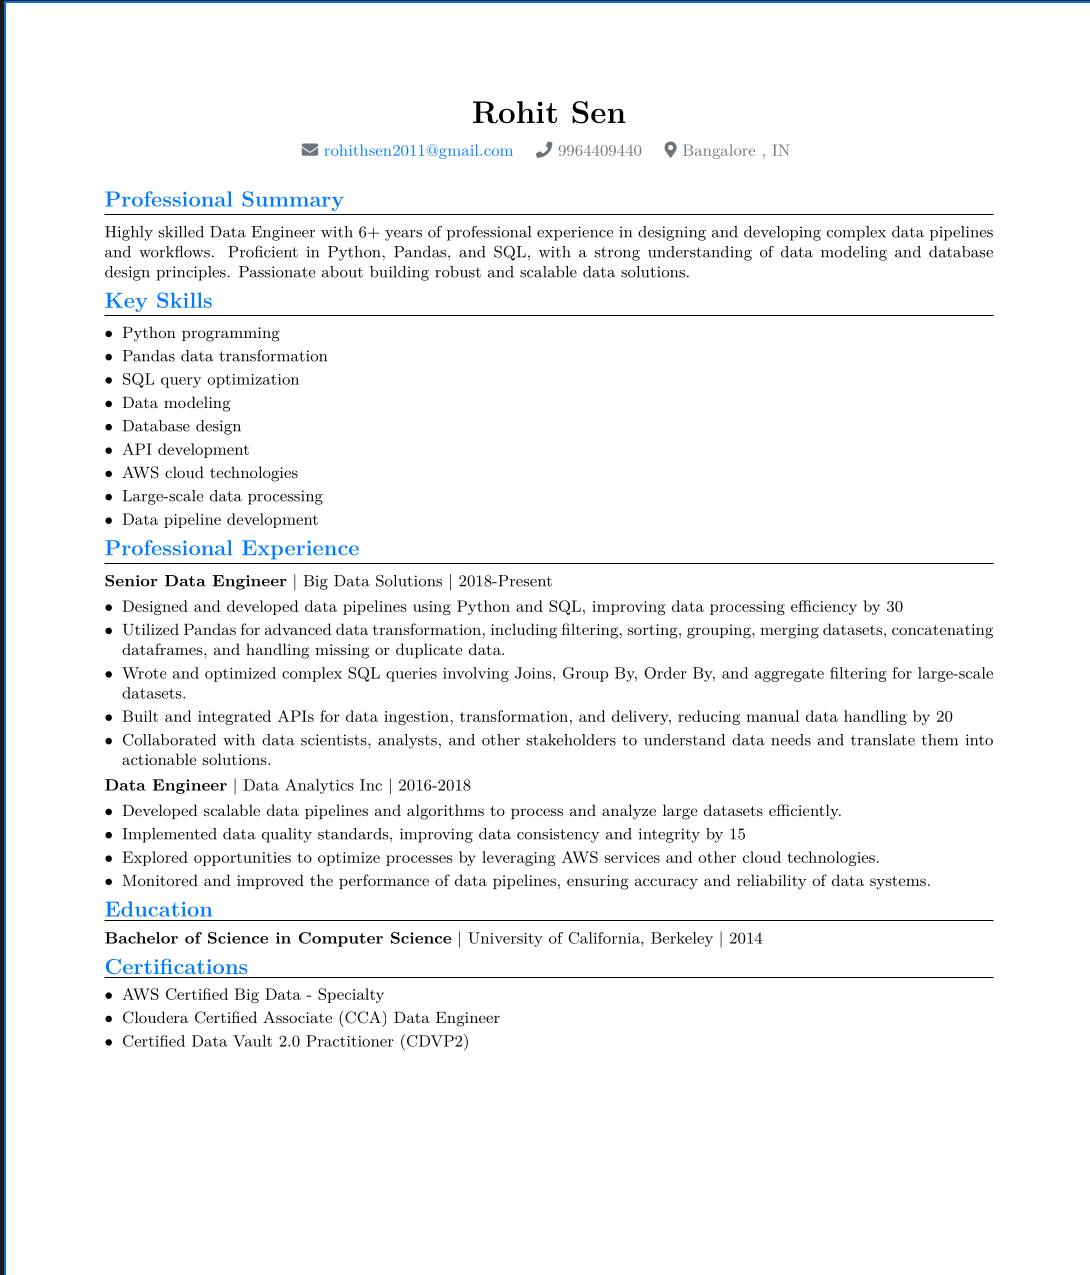 Rohit Sen
rohithsen2011@gmail.com 9964409440 Bangalore , IN
Professional Summary
Highly skilled Data Engineer with 6+ years of professional experience in designing and developing complex data pipelines
and workflows. Proficient in Python, Pandas, and SQL, with a strong understanding of data modeling and database
design principles. Passionate about building robust and scalable data solutions.
Key Skills
• Python programming
• Pandas data transformation
• SQL query optimization
• Data modeling
• Database design
• API development
• AWS cloud technologies
• Large-scale data processing
• Data pipeline development
Professional Experience
Senior Data Engineer | Big Data Solutions | 2018-Present
• Designed and developed data pipelines using Python and SQL, improving data processing efficiency by 30
• Utilized Pandas for advanced data transformation, including filtering, sorting, grouping, merging datasets, concatenating
dataframes, and handling missing or duplicate data.
• Wrote and optimized complex SQL queries involving Joins, Group By, Order By, and aggregate filtering for large-scale
datasets.
• Built and integrated APIs for data ingestion, transformation, and delivery, reducing manual data handling by 20
• Collaborated with data scientists, analysts, and other stakeholders to understand data needs and translate them into
actionable solutions.
Data Engineer | Data Analytics Inc | 2016-2018
• Developed scalable data pipelines and algorithms to process and analyze large datasets efficiently.
• Implemented data quality standards, improving data consistency and integrity by 15
• Explored opportunities to optimize processes by leveraging AWS services and other cloud technologies.
• Monitored and improved the performance of data pipelines, ensuring accuracy and reliability of data systems.
Education
Bachelor of Science in Computer Science | University of California, Berkeley | 2014
Certifications
• AWS Certified Big Data - Specialty
• Cloudera Certified Associate (CCA) Data Engineer
• Certified Data Vault 2.0 Practitioner (CDVP2)